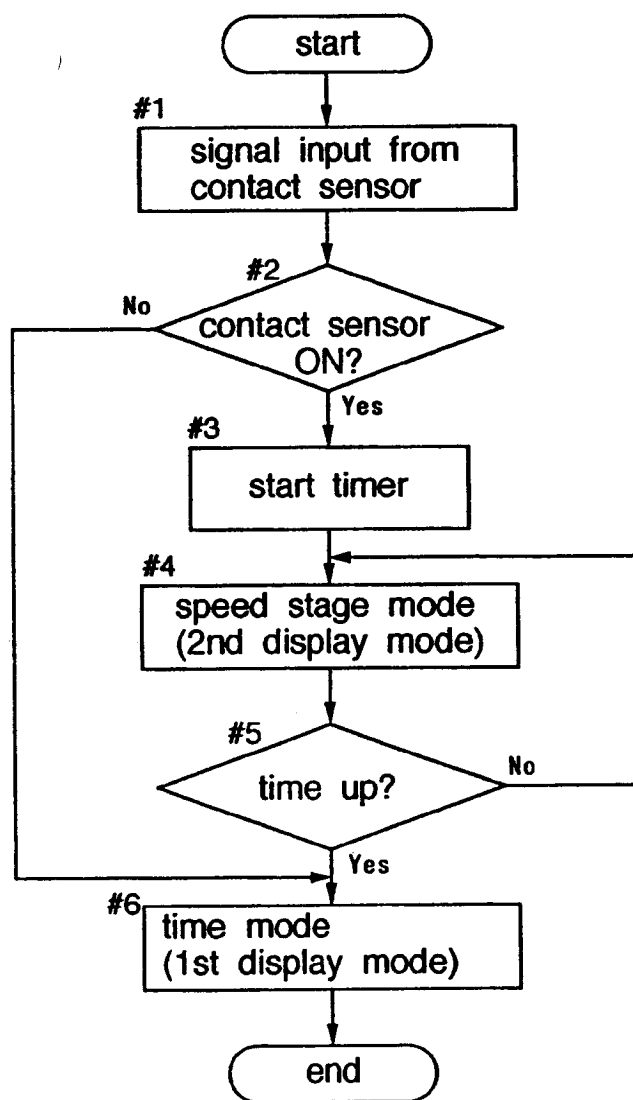 start
#1
signal input from
contact sensor
#2
No
contact sensor
ON?
Yes
#3
start timer
#4
speed stage mode
(2nd display mode)
#5
time up?
No
Yes
#6
time mode
(1st display mode)
end